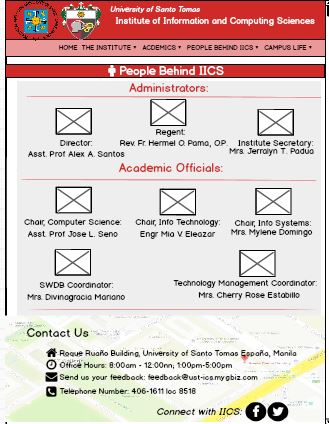 University of Santo Tomas
Institute of Information and Computing Sciences
HOME THE INSTITUTE ACCDEMICS PEOPLE BEHIND IICS CAMPUS LIFE
People Behind IICS
Administrators:
Director:
Asst. Prof Alex A. Santos
Regent:
Rev. Fr. Hermel O. Pama, O.P.
Institute Secretary:
Mrs. Jerralyn T. Padua
Academic Officials:
Chair, Computer Science:
Asst. Prof Jose L. Seno
Chair, Info Technology:
Engr Mia V. Eleazar
Chair, Info Systems:
Mrs. Mylene Domingo
SWDB Coordinator:
Mrs. Divinagracia Mariano
Technology Management Coordinator:
Mrs. Cherry Rose Estabillo
Contact Us
Roque Ruaño Building, University of Santo Tomas España, Manila
Office Hours: 8:00am - 12:00nn; 1:00pm-5:00pm
Send us your feedback: feedback@ust-ics.mygbiz.com
Telephone Number: 406-1611 loc 8518
Connect with IICS: